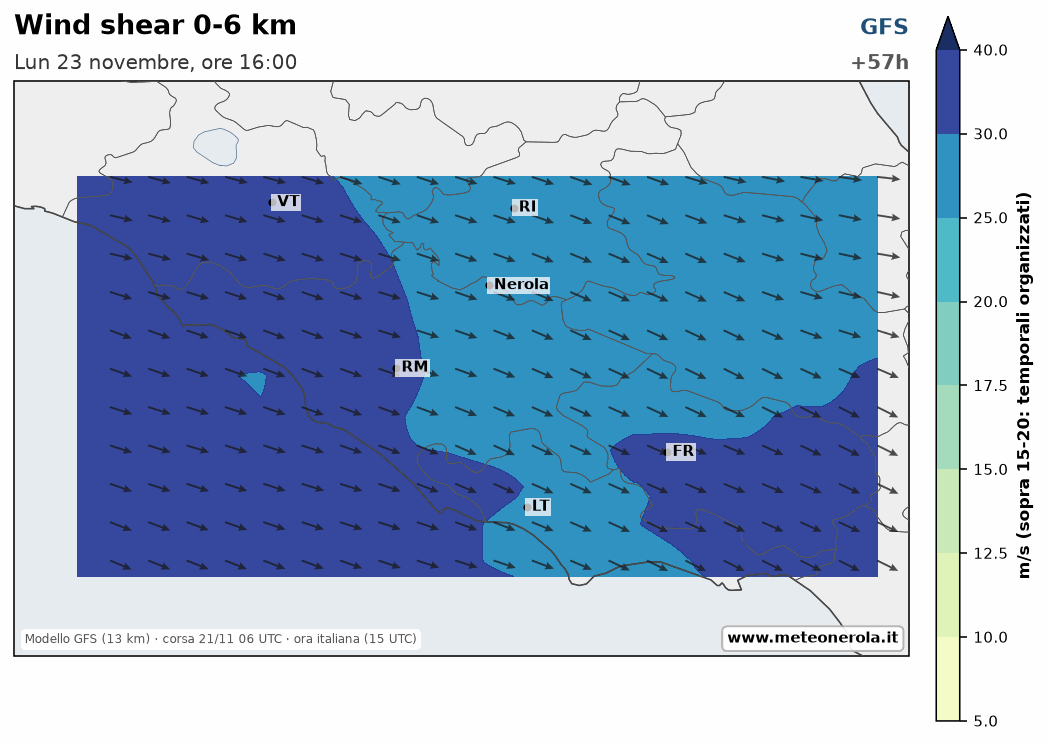 Wind shear 0-6 km
GFS
Lun 23 novembre, ore 16:00
+57h
VT
RI
Nerola
RM
FR
LT
Modello GFS (13 km) · corsa 21/11 06 UTC · ora italiana (15 UTC)
www.meteonerola.it
40.0
30.0
25.0
20.0
17.5
15.0
12.5
10.0
5.0
m/s (sopra 15-20: temporali organizzati)